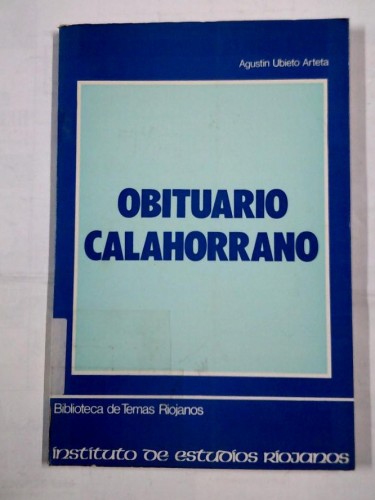 Agustín Ubieto Arteta
OBITUARIO
CALAHORRANO
Biblioteca de Temas Riojanos
instituto de estudios riojanos